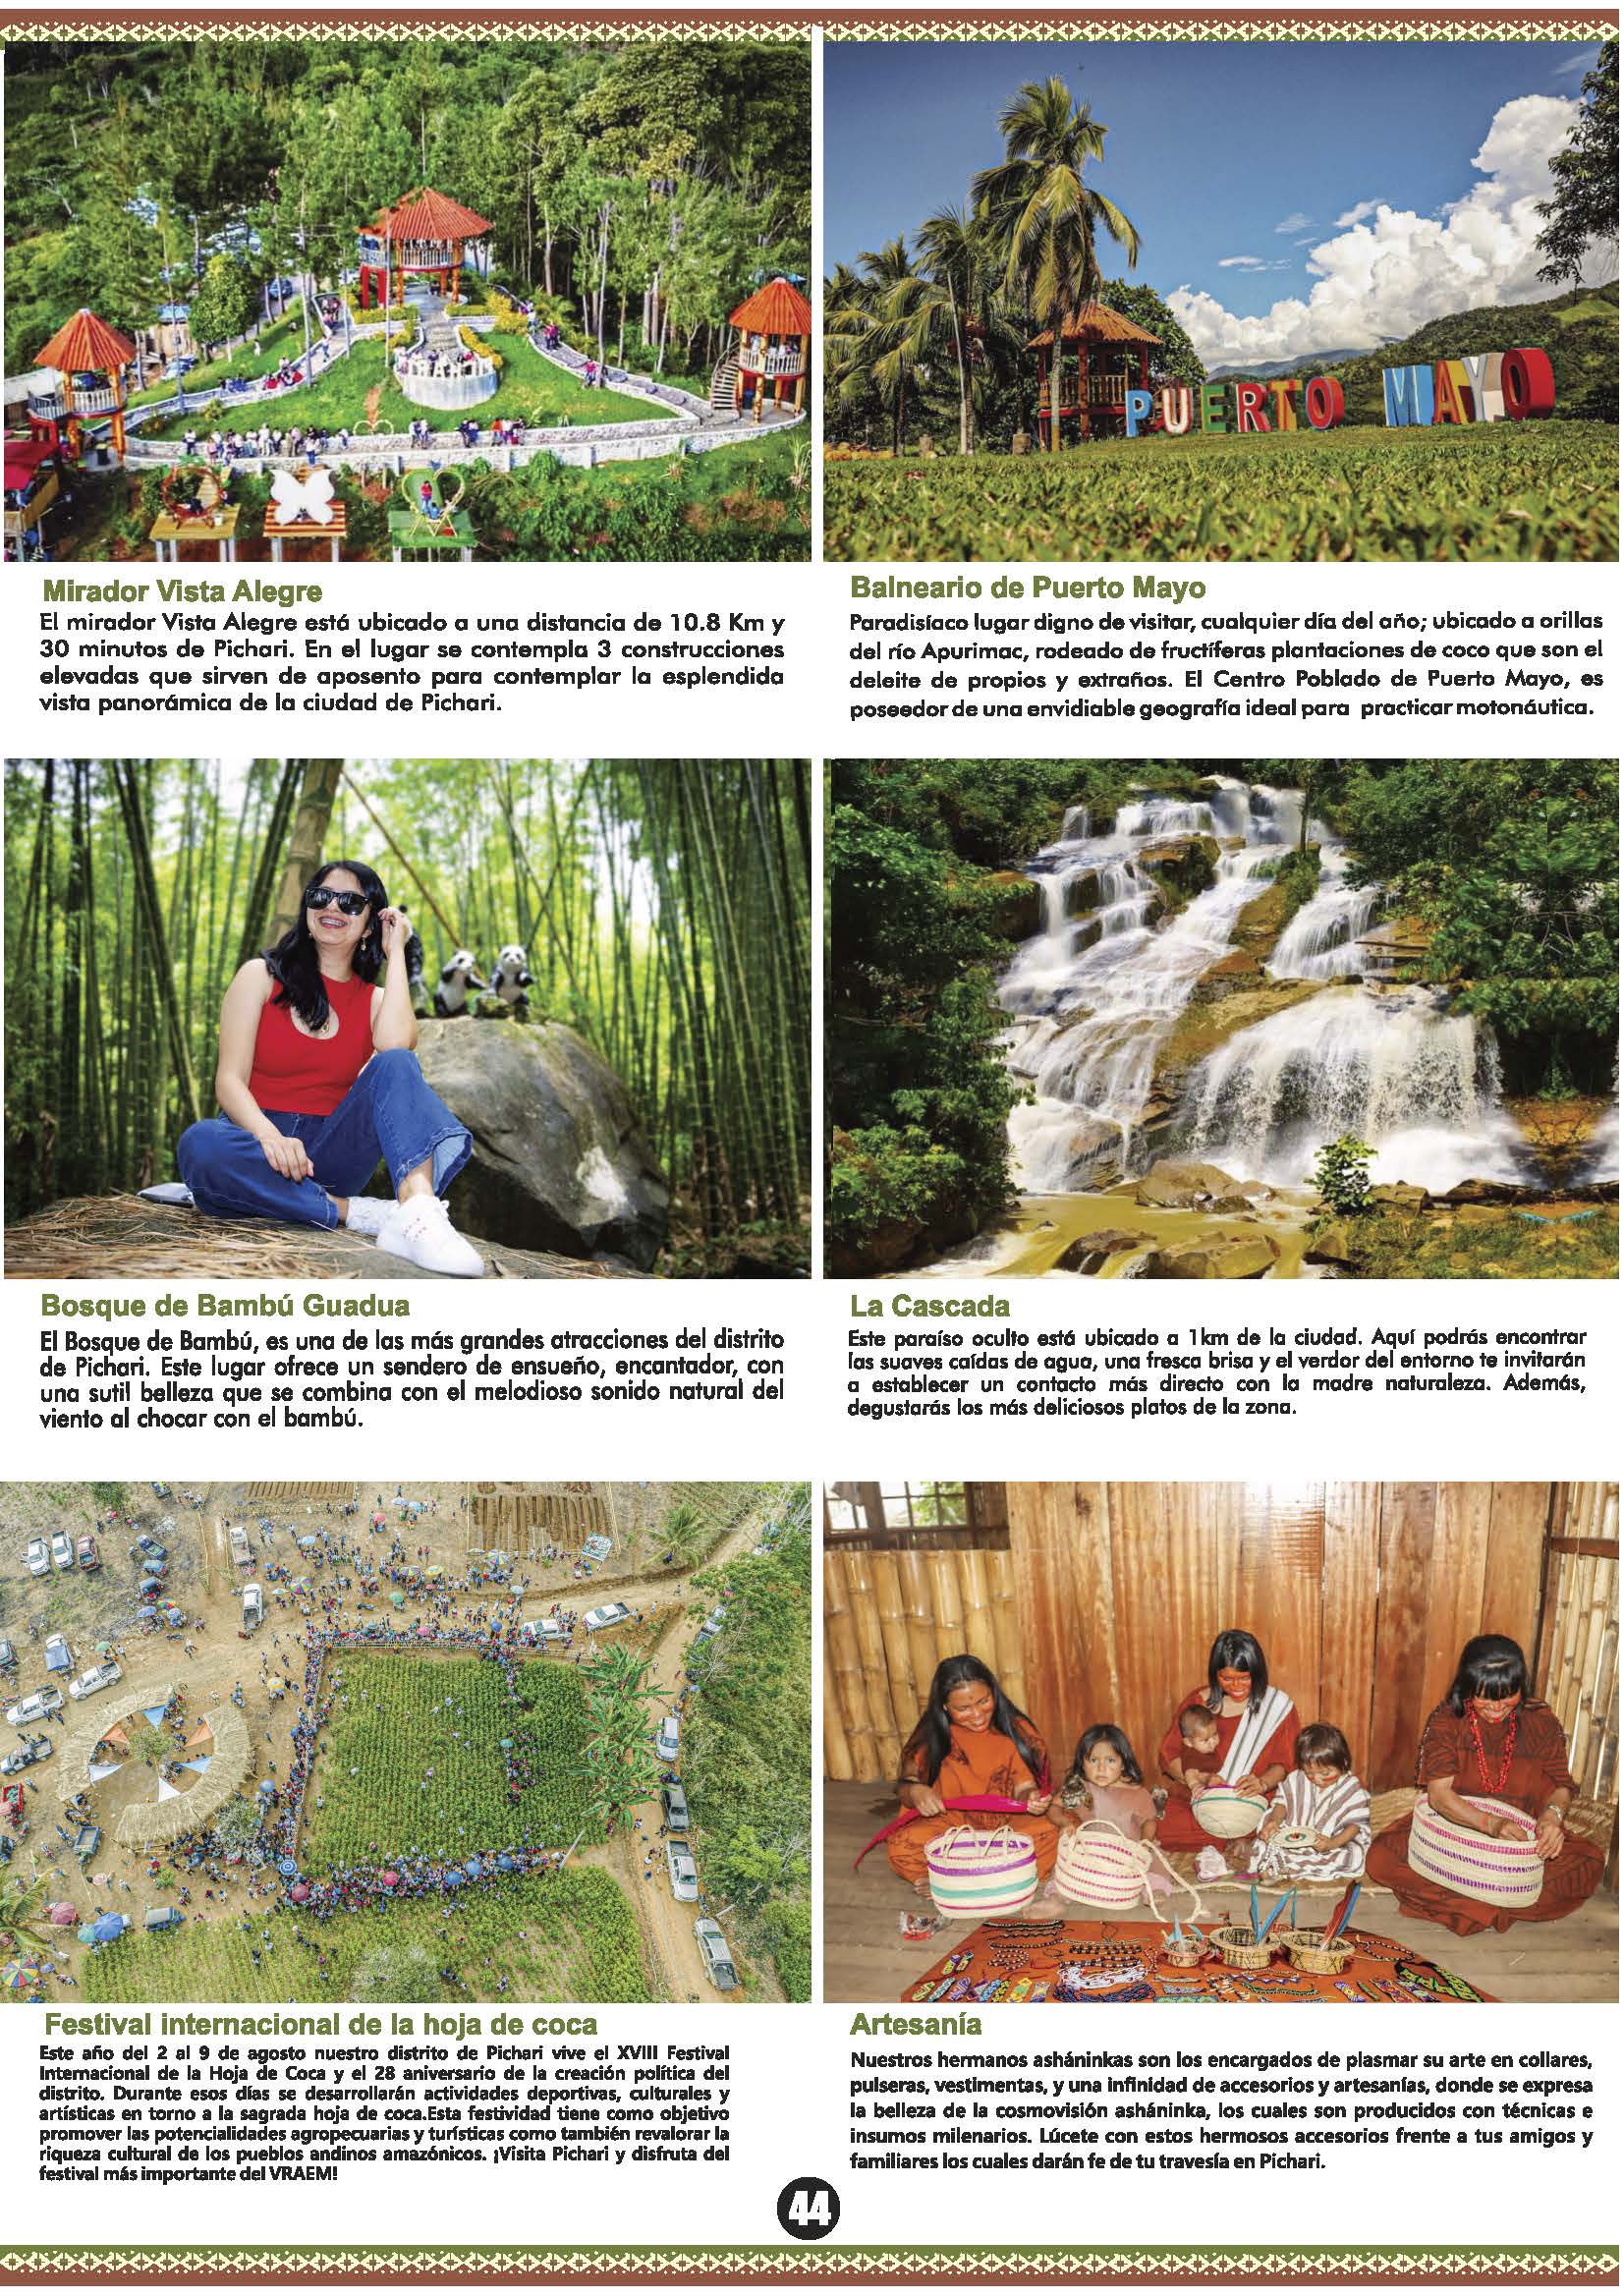 PUERTO MAYO
Mirador Vista Alegre
El mirador Vista Alegre está ubicado a una distancia de 10.8 Km y
30 minutos de Pichari. En el lugar se contempla 3 construcciones
elevadas que sirven de aposento para contemplar la esplendida
vista panorámica de la ciudad de Pichari.
Balneario de Puerto Mayo
Paradisíaco lugar digno de visitar, cualquier día del año; ubicado a orillas
del río Apurimac, rodeado de fructíferas plantaciones de coco que son el
deleite de propios y extraños. El Centro Poblado de Puerto Mayo, es
poseedor de una envidiable geografía ideal para practicar motonáutica.
Bosque de Bambú Guadua
El Bosque de Bambú, es una de las más grandes atracciones del distrito
de Pichari. Este lugar ofrece un sendero de ensueño, encantador, con
una sutil belleza que se combina con el melodioso sonido natural del
viento al chocar con el bambú.
La Cascada
Este paraíso oculto está ubicado a 1km de la ciudad. Aquí podrás encontrar
las suaves caídas de agua, una fresca brisa y el verdor del entorno te invitarán
a establecer un contacto más directo con la madre naturaleza. Además,
degustarás los más deliciosos platos de la zona.
Festival internacional de la hoja de coca
Este año del 2 al 9 de agosto nuestro distrito de Pichari vive el XVIII Festival
Internacional de la Hoja de Coca y el 28 aniversario de la creación política del
distrito. Durante esos días se desarrollarán actividades deportivas, culturales y
artísticas en torno a la sagrada hoja de coca.Esta festividad tiene como objetivo
promover las potencialidades agropecuarias y turísticas como también revalorar la
riqueza cultural de los pueblos andinos amazónicos. ¡Visita Pichari y disfruta del
festival más importante del VRAEM!
Artesanía
Nuestros hermanos asháninkas son los encargados de plasmar su arte en collares,
pulseras, vestimentas, y una infinidad de accesorios y artesanías, donde se expresa
la belleza de la cosmovisión asháninka, los cuales son producidos con técnicas e
insumos milenarios. Lúcete con estos hermosos accesorios frente a tus amigos y
familiares los cuales darán fe de tu travesía en Pichari.
44